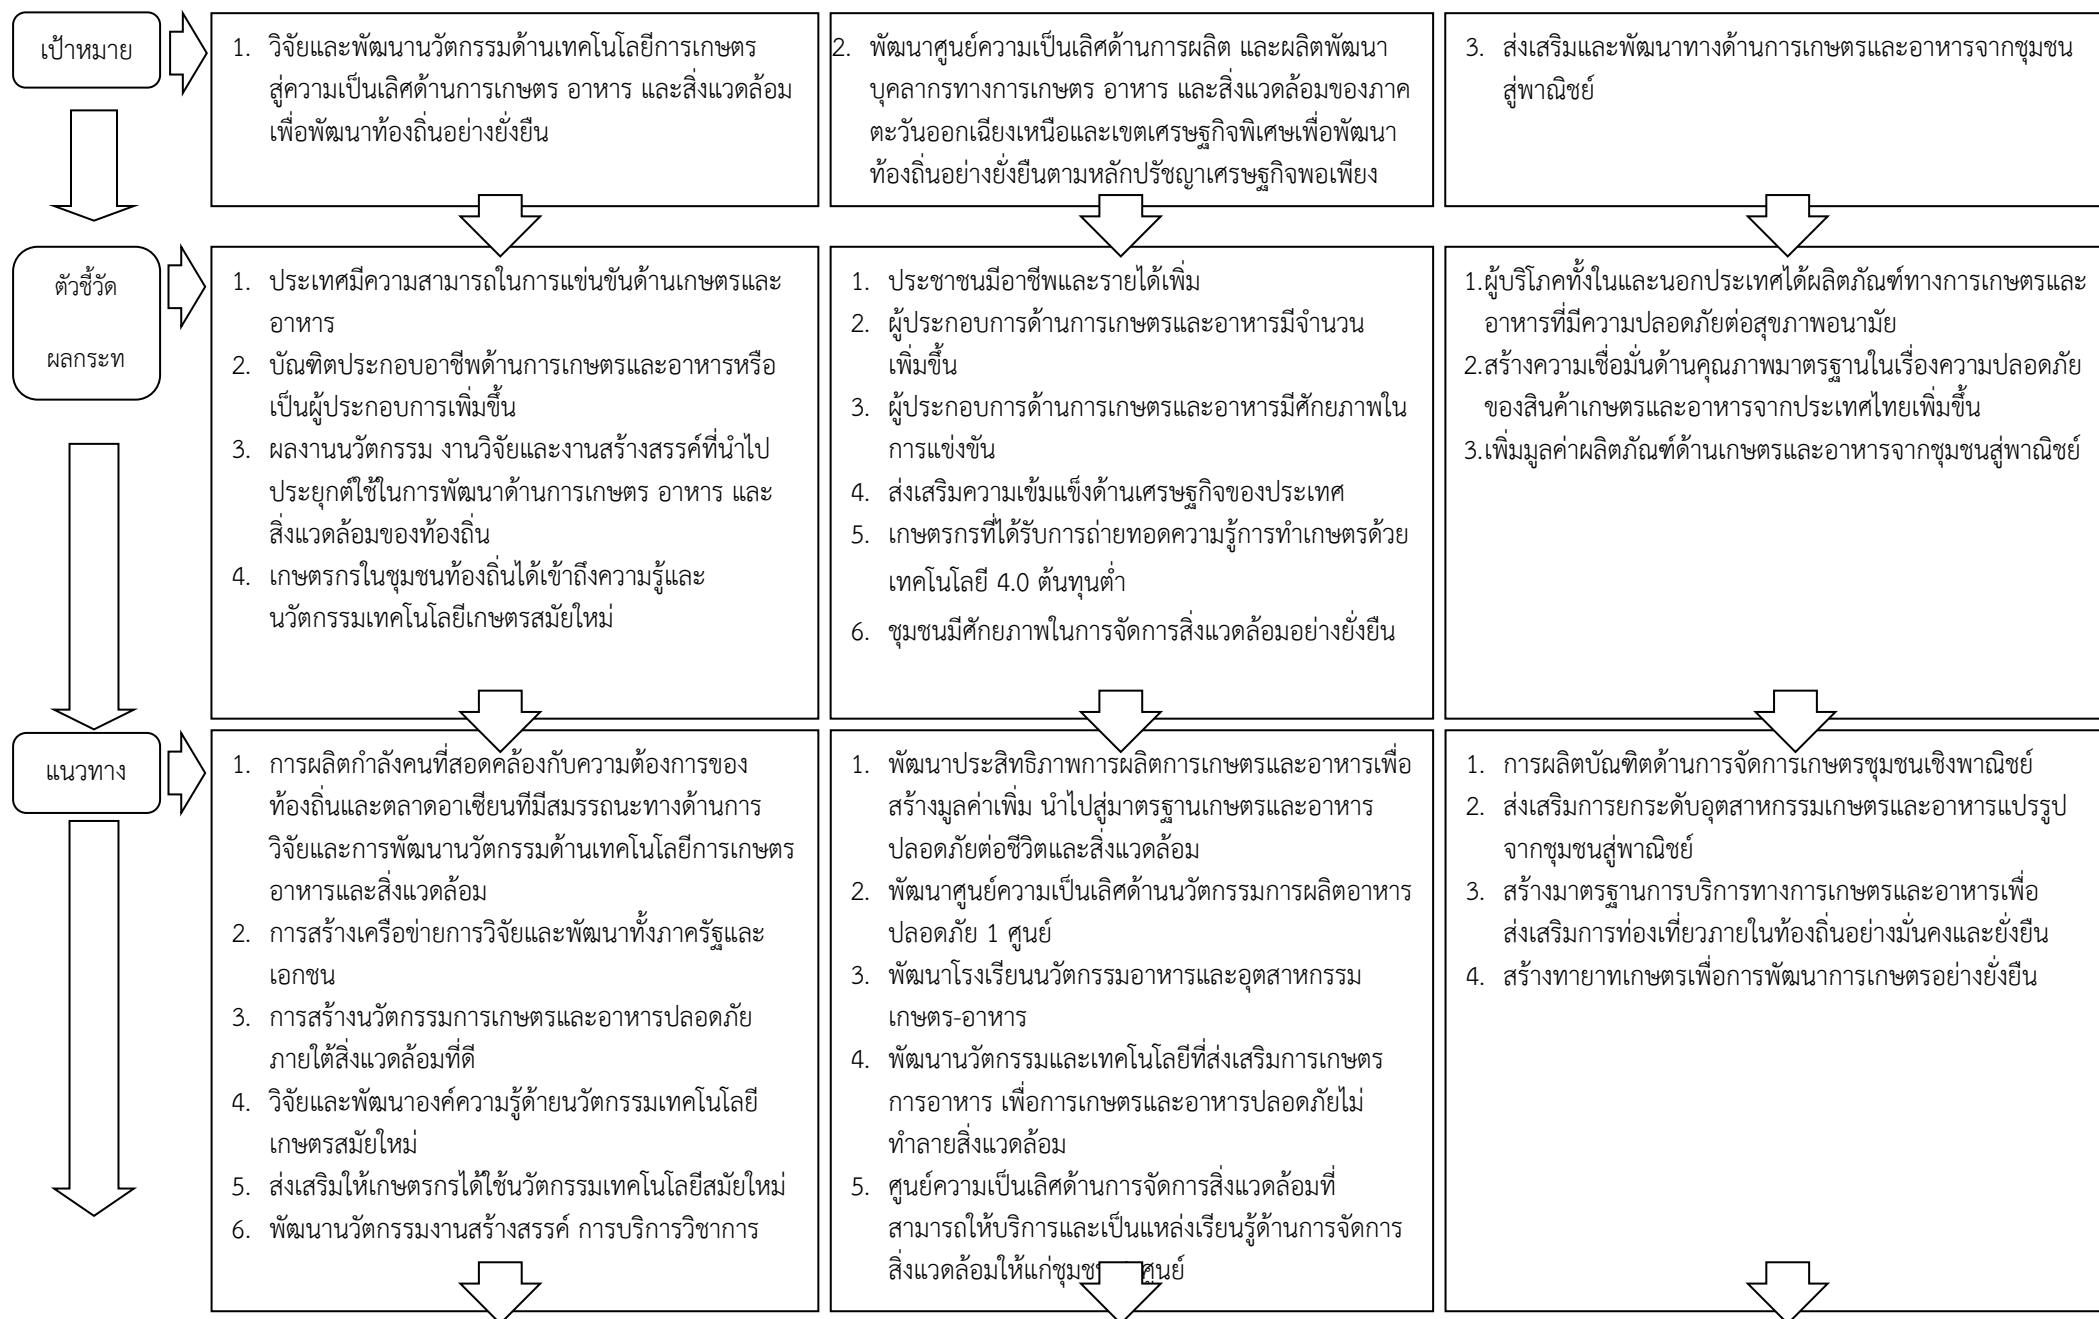 เป้าหมาย
1. วิจัยและพัฒนานวัตกรรมด้านเทคโนโลยีการเกษตร
สู่ความเป็นเลิศด้านการเกษตร อาหาร และสิ่งแวดล้อม
เพื่อพัฒนาท้องถิ่นอย่างยั่งยืน
2. พัฒนาศูนย์ความเป็นเลิศด้านการผลิต และผลิตพัฒนา
บุคลากรทางการเกษตร อาหาร และสิ่งแวดล้อมของภาค
ตะวันออกเฉียงเหนือและเขตเศรษฐกิจพิเศษเพื่อพัฒนา
ท้องถิ่นอย่างยั่งยืนตามหลักปรัชญาเศรษฐกิจพอเพียง
3. ส่งเสริมและพัฒนาทางด้านการเกษตรและอาหารจากชุมชน
สู่พาณิชย์
ตัวชี้วัด
ผลกระท
1. ประเทศมีความสามารถในการแข่นขันด้านเกษตรและ
อาหาร
2. บัณฑิตประกอบอาชีพด้านการเกษตรและอาหารหรือ
เป็นผู้ประกอบการเพิ่มขึ้น
3. ผลงานนวัตกรรม งานวิจัยและงานสร้างสรรค์ที่นำไป
ประยุกต์ใช้ในการพัฒนาด้านการเกษตร อาหาร และ
สิ่งแวดล้อมของท้องถิ่น
4. เกษตรกรในชุมชนท้องถิ่นได้เข้าถึงความรู้และ
นวัตกรรมเทคโนโลยีเกษตรสมัยใหม่
1. ประชาชนมีอาชีพและรายได้เพิ่ม
2. ผู้ประกอบการด้านการเกษตรและอาหารมีจำนวน
เพิ่มขึ้น
3. ผู้ประกอบการด้านการเกษตรและอาหารมีศักยภาพใน
การแข่งขัน
4. ส่งเสริมความเข้มแข็งด้านเศรษฐกิจของประเทศ
5. เกษตรกรที่ได้รับการถ่ายทอดความรู้การทำเกษตรด้วย
เทคโนโลยี 4.0 ต้นทุนต่ำ
6. ชุมชนมีศักยภาพในการจัดการสิ่งแวดล้อมอย่างยั่งยืน
1.ผู้บริโภคทั้งในและนอกประเทศได้ผลิตภัณฑ์ทางการเกษตรและ
อาหารที่มีความปลอดภัยต่อสุขภาพอนามัย
2.สร้างความเชื่อมั่นด้านคุณภาพมาตรฐานในเรื่องความปลอดภัย
ของสินค้าเกษตรและอาหารจากประเทศไทยเพิ่มขึ้น
3.เพิ่มมูลค่าผลิตภัณฑ์ด้านเกษตรและอาหารจากชุมชนสู่พาณิชย์
แนวทาง
1. การผลิตกำลังคนที่สอดคล้องกับความต้องการของ
ท้องถิ่นและตลาดอาเซียนทีมีสมรรถนะทางด้านการ
วิจัยและการพัฒนานวัตกรรมด้านเทคโนโลยีการเกษตร
อาหารและสิ่งแวดล้อม
2. การสร้างเครือข่ายการวิจัยและพัฒนาทั้งภาครัฐและ
เอกชน
3. การสร้างนวัตกรรมการเกษตรและอาหารปลอดภัย
ภายใต้สิ่งแวดล้อมที่ดี
4. วิจัยและพัฒนาองค์ความรู้ด้ายนวัตกรรมเทคโนโลยี
เกษตรสมัยใหม่
5. ส่งเสริมให้เกษตรกรได้ใช้นวัตกรรมเทคโนโลยีสมัยใหม่
6. พัฒนานวัตกรรมงานสร้างสรรค์ การบริการวิชาการ
1. พัฒนาประสิทธิภาพการผลิตการเกษตรและอาหารเพื่อ
สร้างมูลค่าเพิ่ม นำไปสู่มาตรฐานเกษตรและอาหาร
ปลอดภัยต่อชีวิตและสิ่งแวดล้อม
2. พัฒนาศูนย์ความเป็นเลิศด้านนวัตกรรมการผลิตอาหาร
ปลอดภัย 1 ศูนย์
3. พัฒนาโรงเรียนนวัตกรรมอาหารและอุตสาหกรรม
เกษตร-อาหาร
4. พัฒนานวัตกรรมและเทคโนโลยีที่ส่งเสริมการเกษตร
การอาหาร เพื่อการเกษตรและอาหารปลอดภัยไม่
ทำลายสิ่งแวดล้อม
5. ศูนย์ความเป็นเลิศด้านการจัดการสิ่งแวดล้อมที่
สามารถให้บริการและเป็นแหล่งเรียนรู้ด้านการจัดการ
สิ่งแวดล้อมให้แก่ชุมชน ศูนย์
1. การผลิตบัณฑิตด้านการจัดการเกษตรชุมชนเชิงพาณิชย์
2. ส่งเสริมการยกระดับอุตสาหกรรมเกษตรและอาหารแปรรูป
จากชุมชนสู่พาณิชย์
3. สร้างมาตรฐานการบริการทางการเกษตรและอาหารเพื่อ
ส่งเสริมการท่องเที่ยวภายในท้องถิ่นอย่างมั่นคงและยั่งยืน
4. สร้างทายาทเกษตรเพื่อการพัฒนาการเกษตรอย่างยั่งยืน